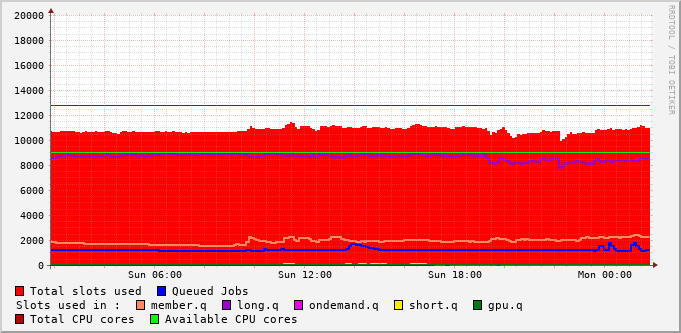 20000
18000
16000
14000
12000
10000
8000
6000
4000
2000
0
Sun 06:00 Sun 12:00 Sun 18:00 Mon 00:00
RRDTOOL / TOBI OETIKER
Total slots used Queued Jobs
Slots used in : member.q long.q ondemand.q short.q gpu.q
Total CPU cores Available CPU cores